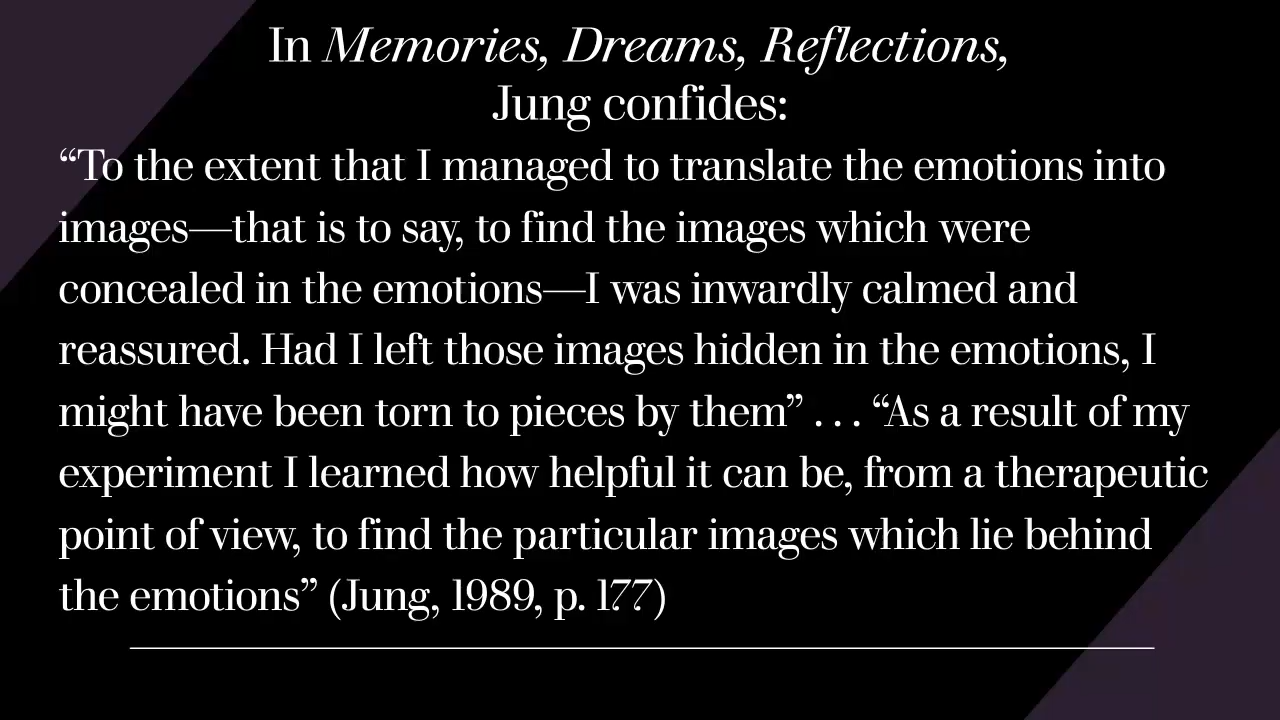 In Memories, Dreams, Reflections,
Jung confides:
“To the extent that I managed to translate the emotions into
images—that is to say, to find the images which were
concealed in the emotions—I was inwardly calmed and
reassured. Had I left those images hidden in the emotions, I
might have been torn to pieces by them” . . . “As a result of my
experiment I learned how helpful it can be, from a therapeutic
point of view, to find the particular images which lie behind
the emotions” (Jung, 1989, p. 177)